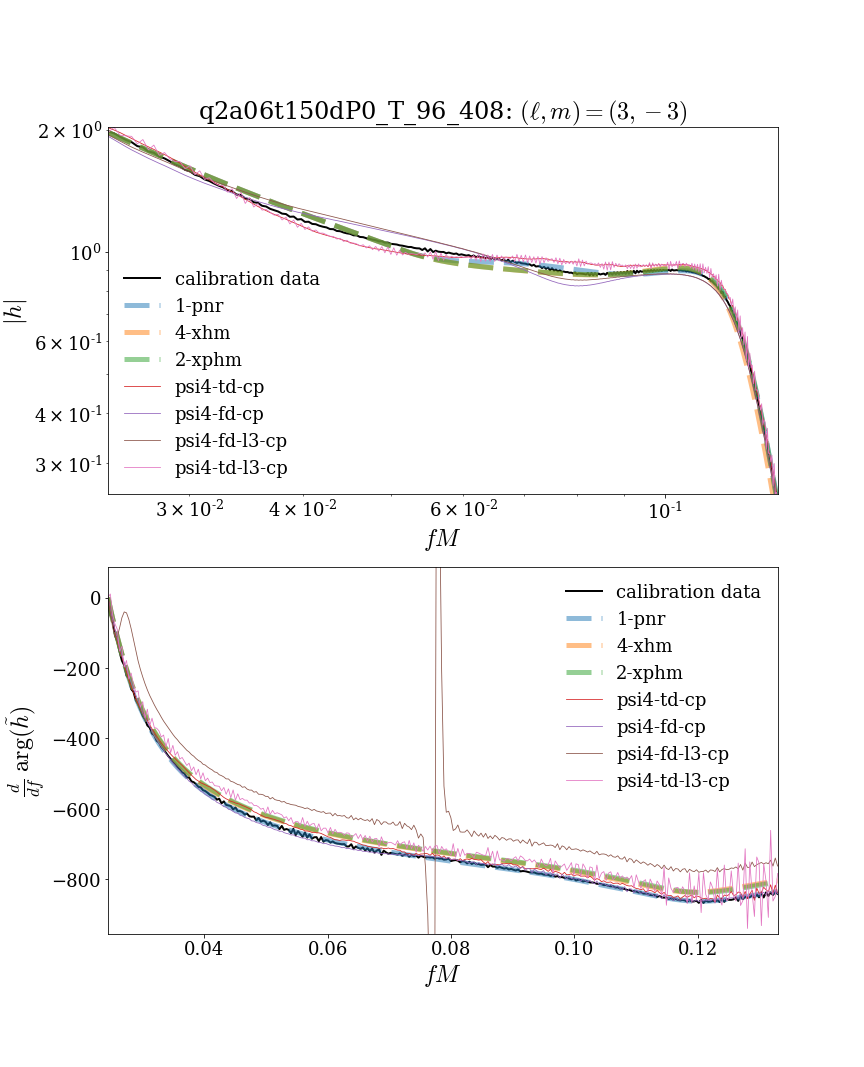 q2a06t150dP0_T_96_408: (ℓ, m) = (3, −3)
2 × 10⁰
10⁰
6 × 10⁻¹
4 × 10⁻¹
3 × 10⁻¹
|h|
calibration data
1-pnr
4-xhm
2-xphm
psi4-td-cp
psi4-fd-cp
psi4-fd-l3-cp
psi4-td-l3-cp
3 × 10⁻² 4 × 10⁻² 6 × 10⁻² 10⁻¹
fM
0
−200
−400
−600
−800
d/df arg(h̃)
calibration data
1-pnr
4-xhm
2-xphm
psi4-td-cp
psi4-fd-cp
psi4-fd-l3-cp
psi4-td-l3-cp
0.04 0.06 0.08 0.10 0.12
fM